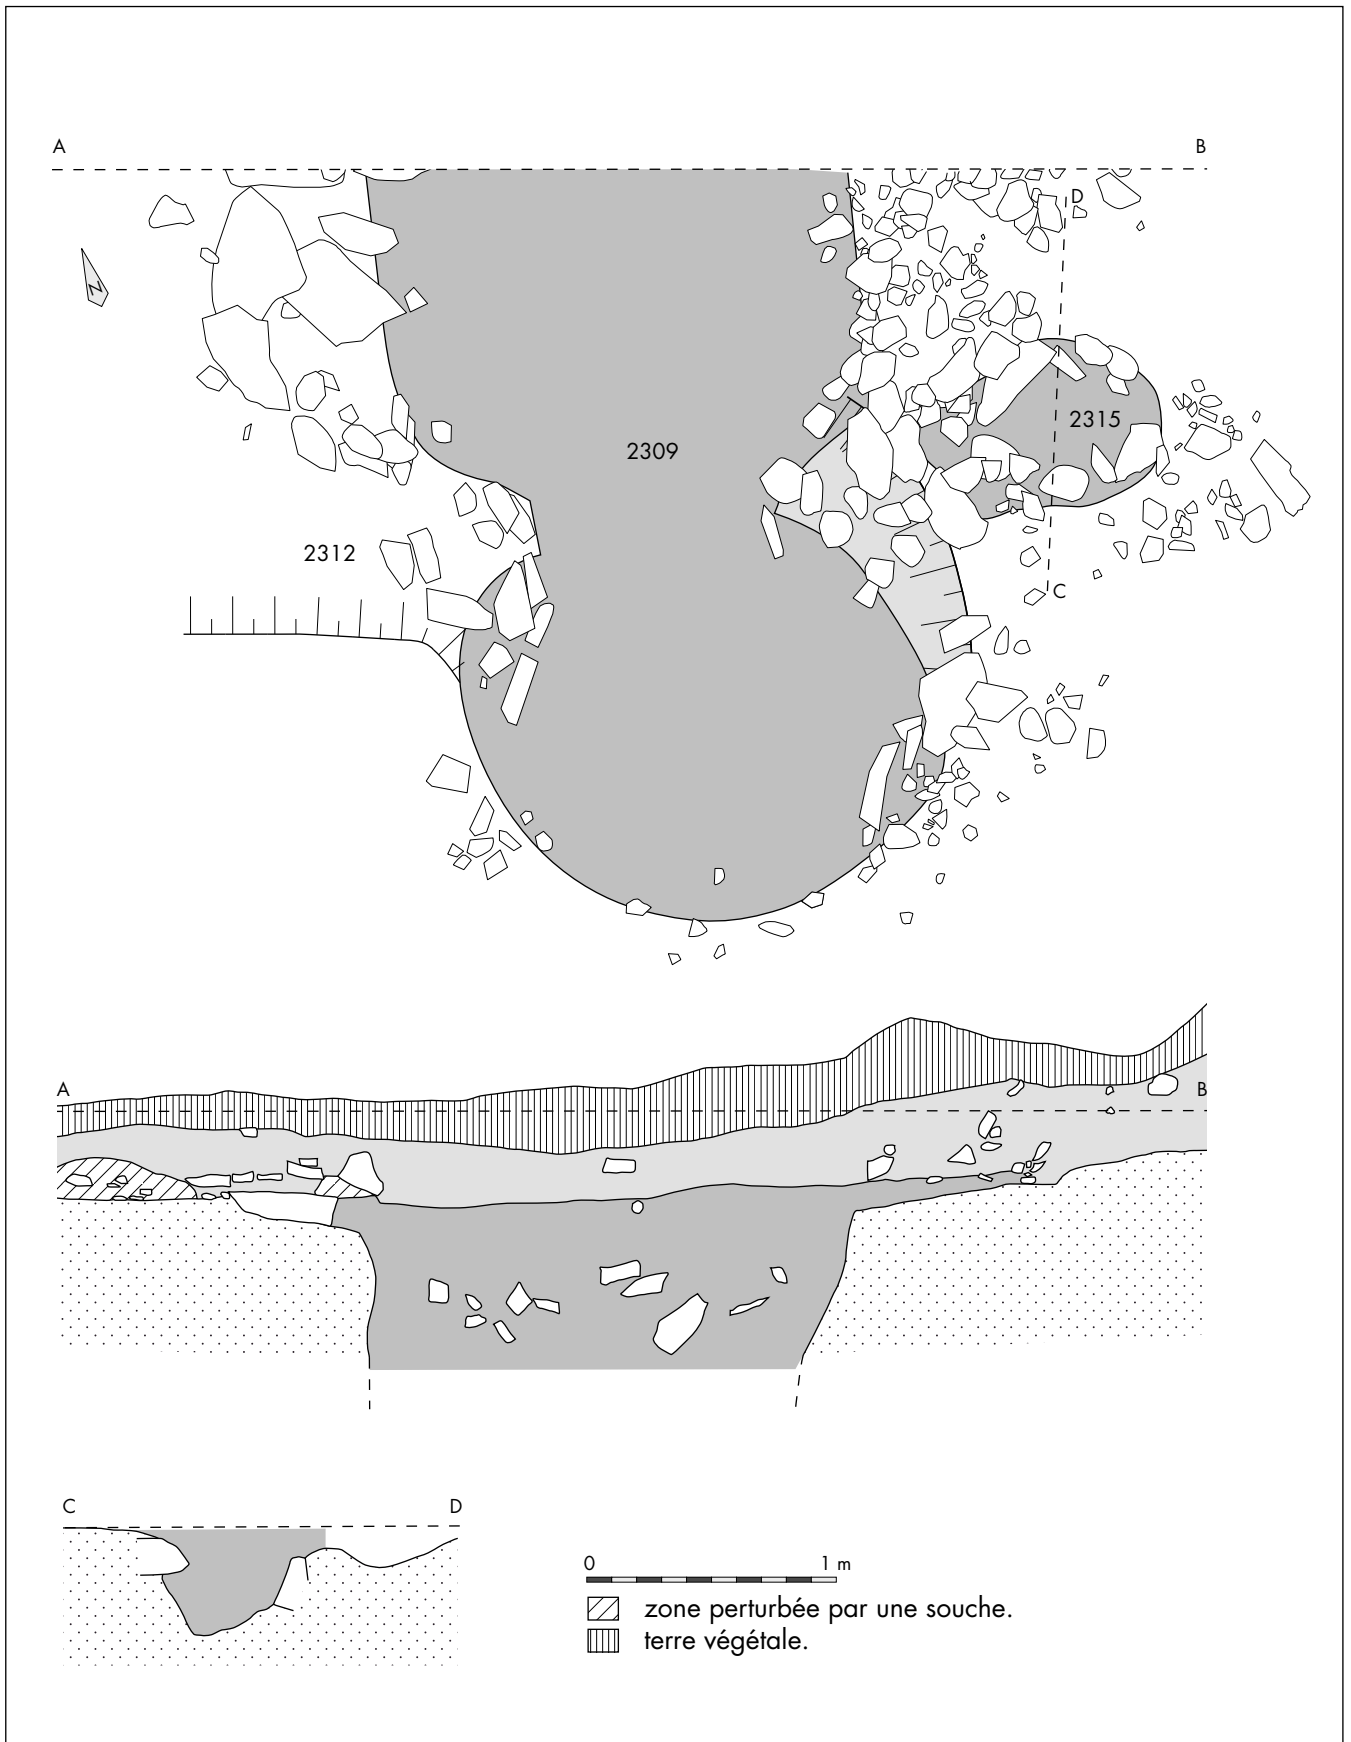 A B
D
N
2315
2309
2312
C
A B
C D
0 1 m
zone perturbée par une souche.
terre végétale.